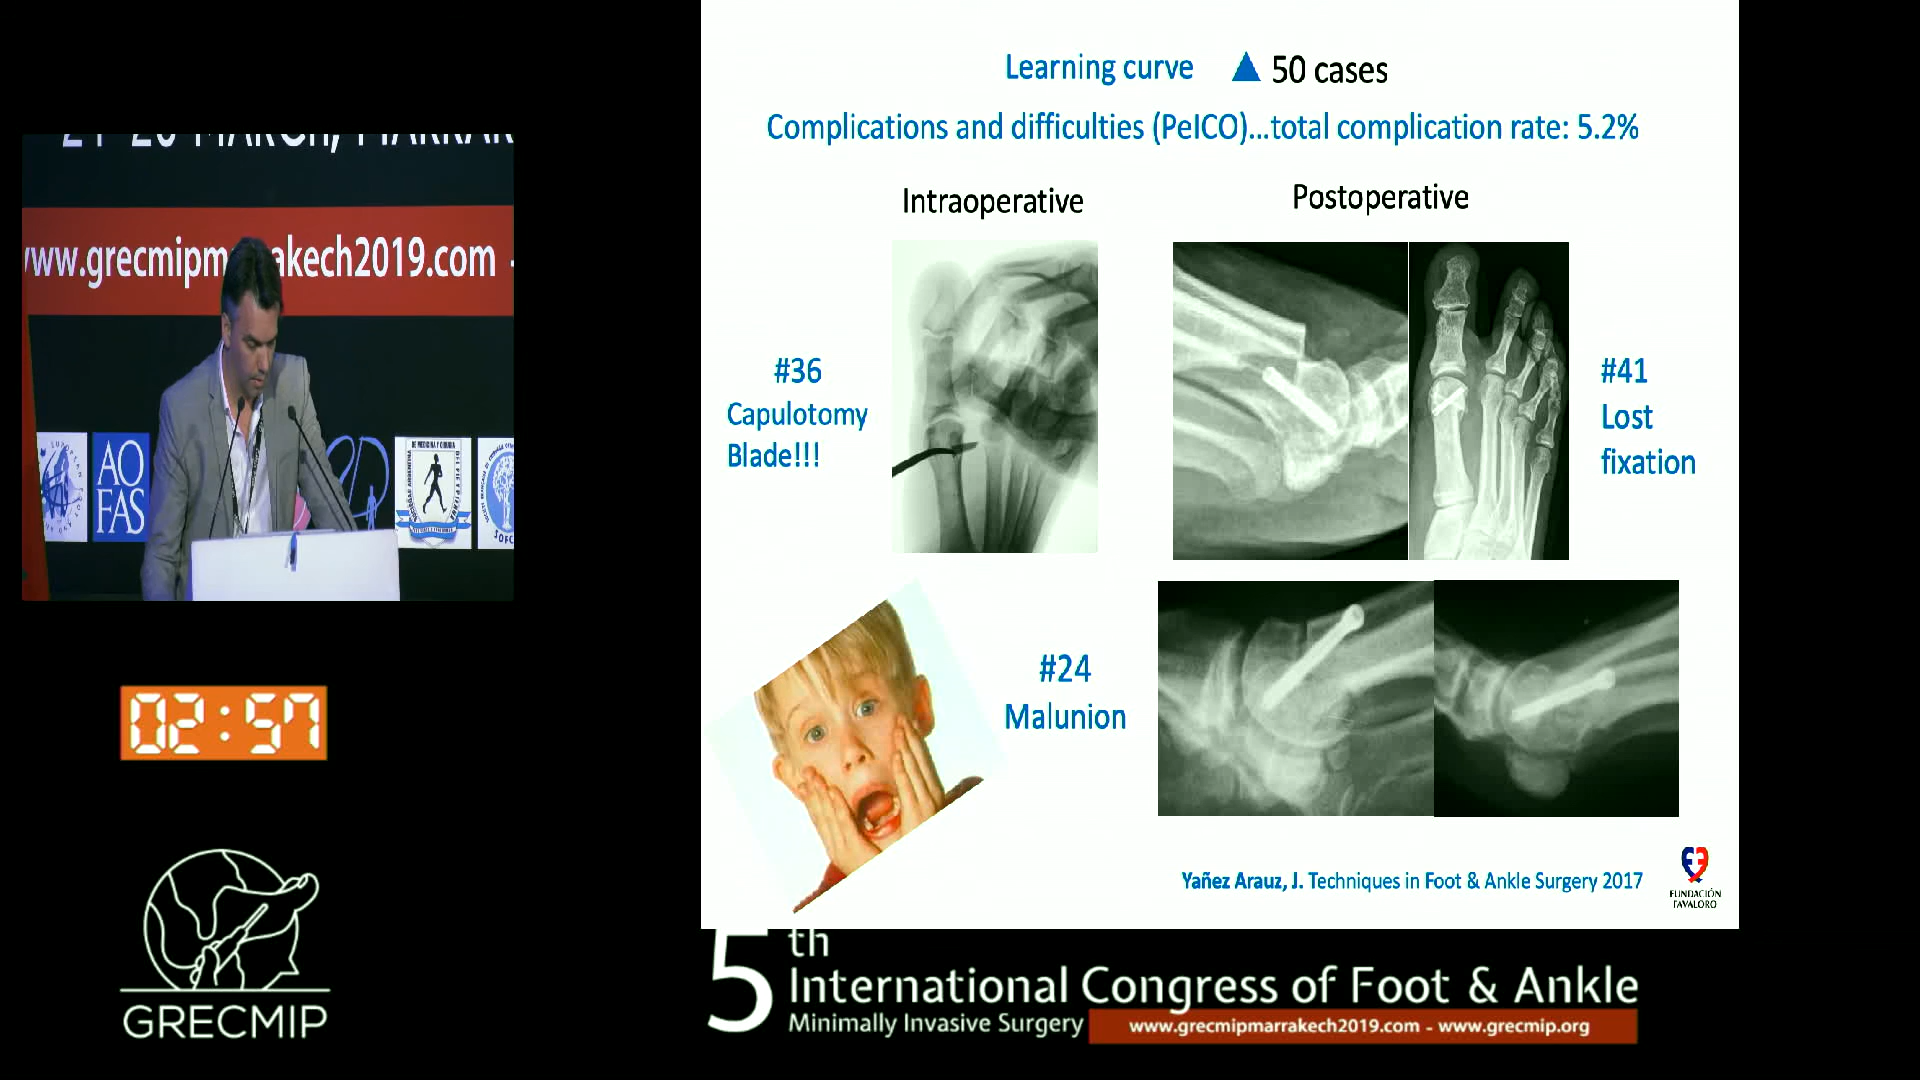 Learning curve ▲ 50 cases
Complications and difficulties (PeICO)...total complication rate: 5.2%
Intraoperative
Postoperative
#36
Capulotomy
Blade!!!
#41
Lost
fixation
#24
Malunion
Yañez Arauz, J. Techniques in Foot & Ankle Surgery 2017
FUNDACIÓN
FAVALORO
www.grecmipm akech2019.com -
AO
FAS
02:57
GRECMIP
5th
International Congress of Foot & Ankle
Minimally Invasive Surgery
www.grecmipmarrakech2019.com - www.grecmip.org